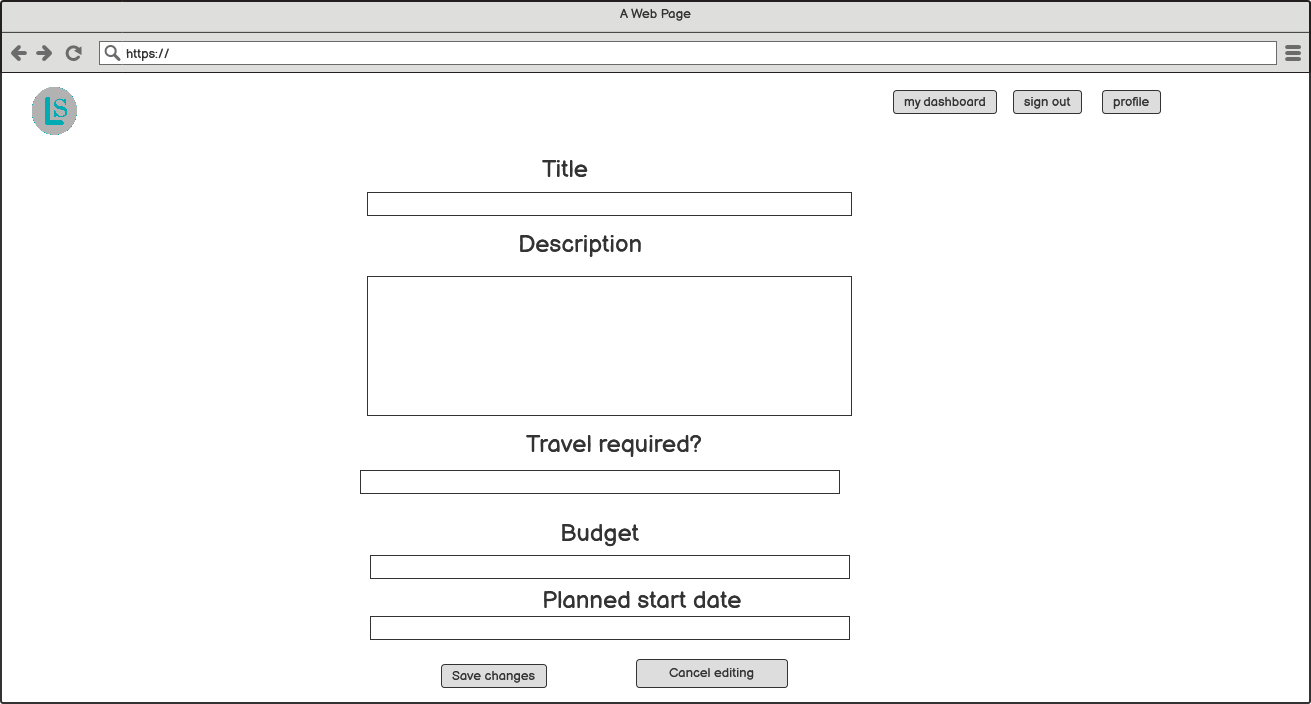 A Web Page
https://
LS
my dashboard
sign out
profile
Title
Description
Travel required?
Budget
Planned start date
Save changes
Cancel editing